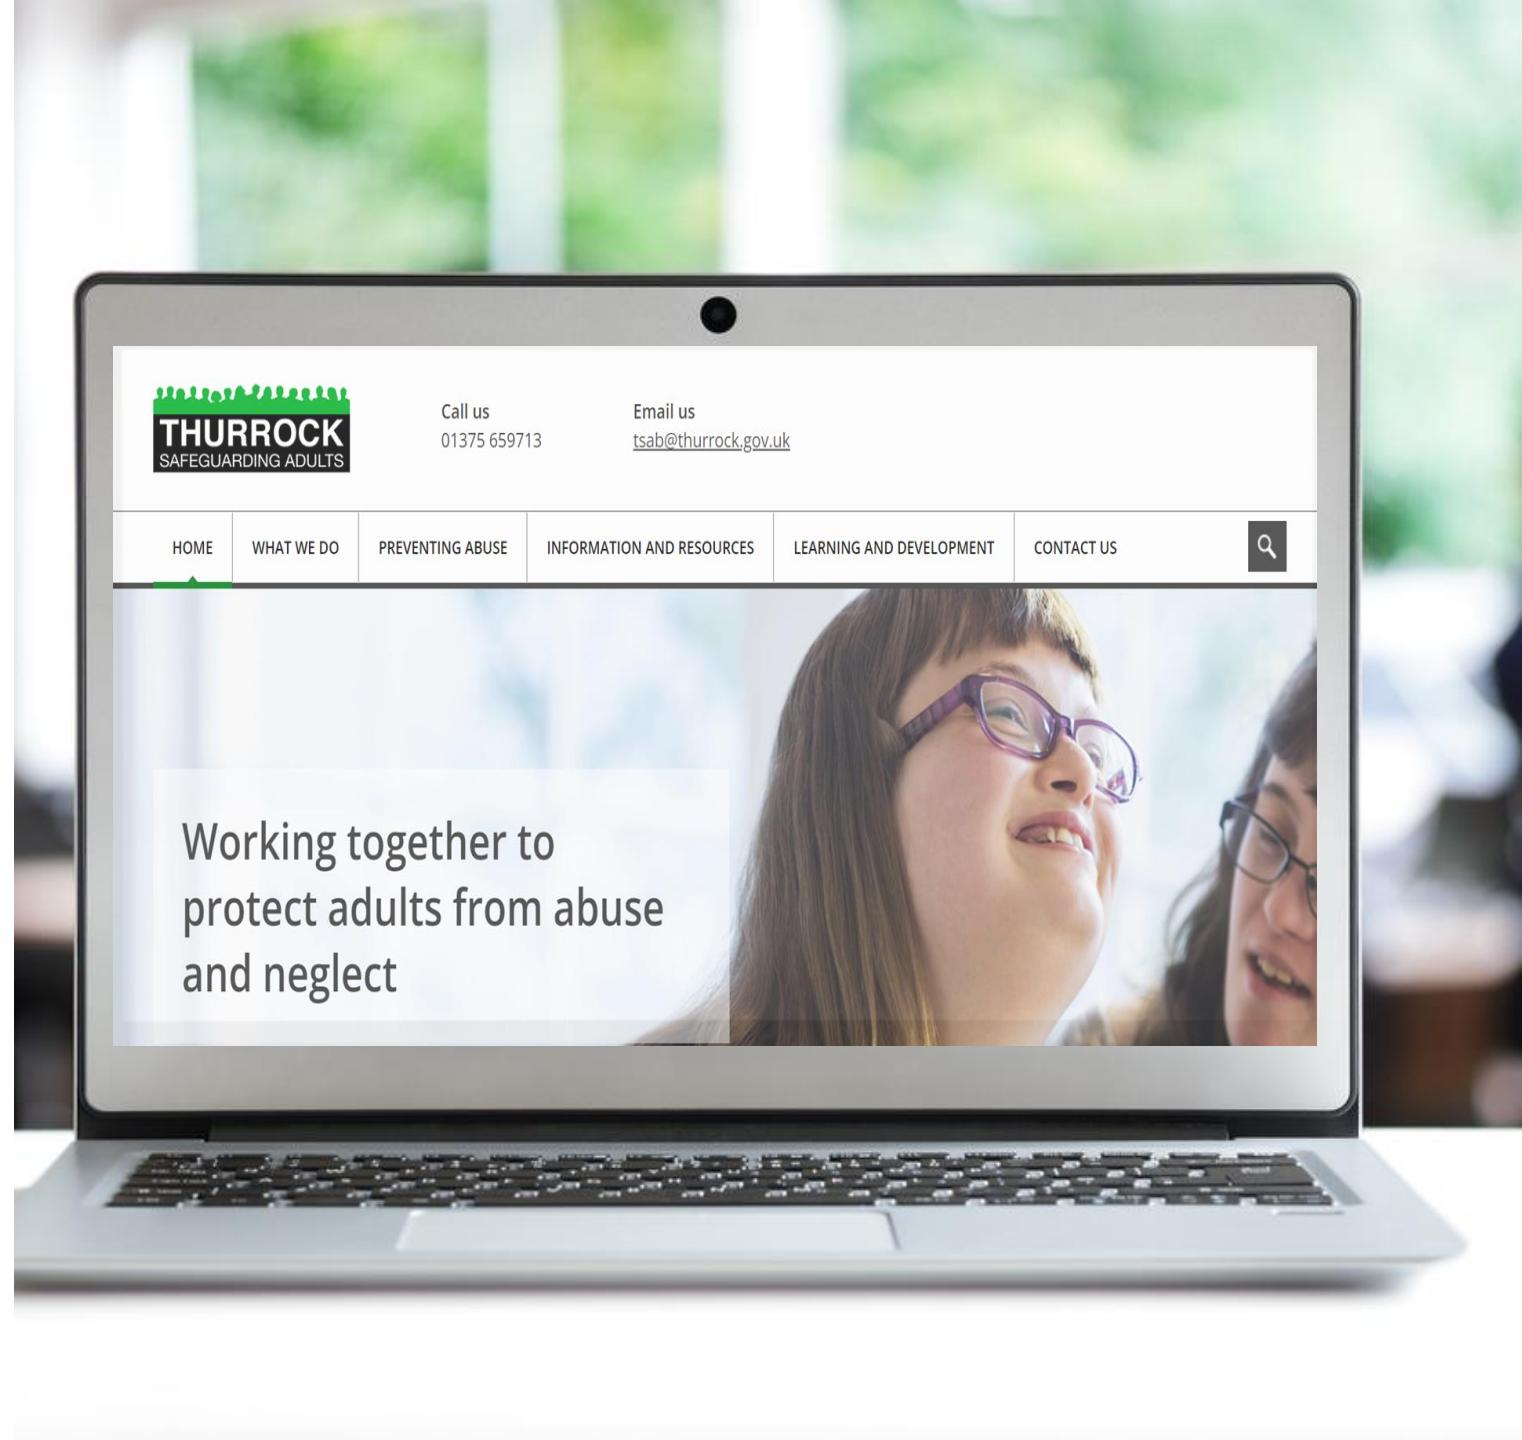 THURROCK
SAFEGUARDING ADULTS
Call us
01375 659713
Email us
tsab@thurrock.gov.uk
HOME
WHAT WE DO
PREVENTING ABUSE
INFORMATION AND RESOURCES
LEARNING AND DEVELOPMENT
CONTACT US
Working together to
protect adults from abuse
and neglect